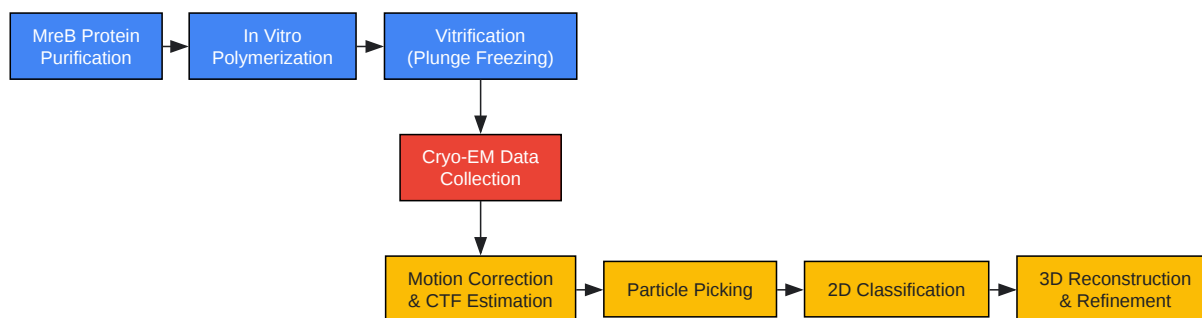 MreB Protein
Purification
In Vitro
Polymerization
Vitrification
(Plunge Freezing)
Cryo-EM Data
Collection
Motion Correction
& CTF Estimation
Particle Picking
2D Classification
3D Reconstruction
& Refinement